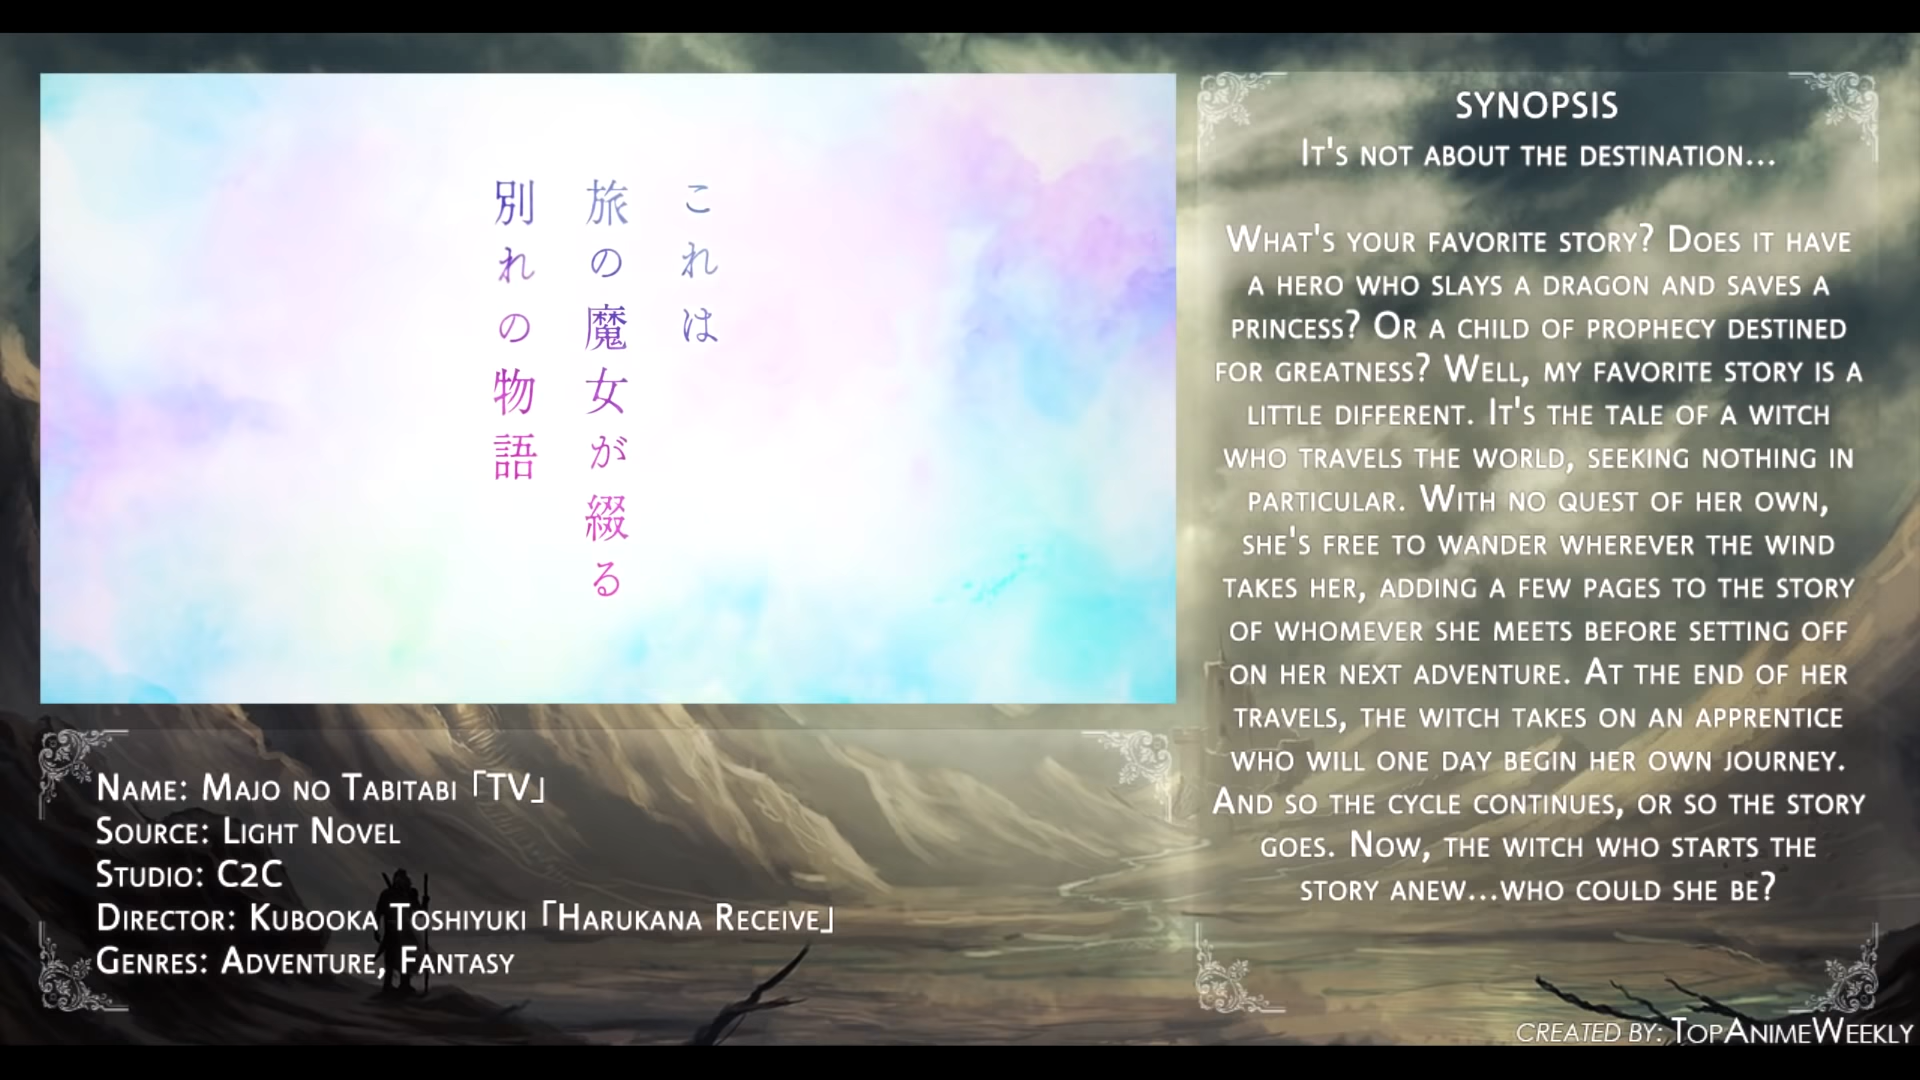 これは
旅の魔女が綴る
別れの物語
Name: Majo no Tabitabi「TV」
Source: Light Novel
Studio: C2C
Director: Kubooka Toshiyuki「Harukana Receive」
Genres: Adventure, Fantasy
SYNOPSIS
It's not about the destination...
What's your favorite story? Does it have
a hero who slays a dragon and saves a
princess? Or a child of prophecy destined
for greatness? Well, my favorite story is a
little different. It's the tale of a witch
who travels the world, seeking nothing in
particular. With no quest of her own,
she's free to wander wherever the wind
takes her, adding a few pages to the story
of whomever she meets before setting off
on her next adventure. At the end of her
travels, the witch takes on an apprentice
who will one day begin her own journey.
And so the cycle continues, or so the story
goes. Now, the witch who starts the
story anew...who could she be?
CREATED BY: TopAnimeWeekly